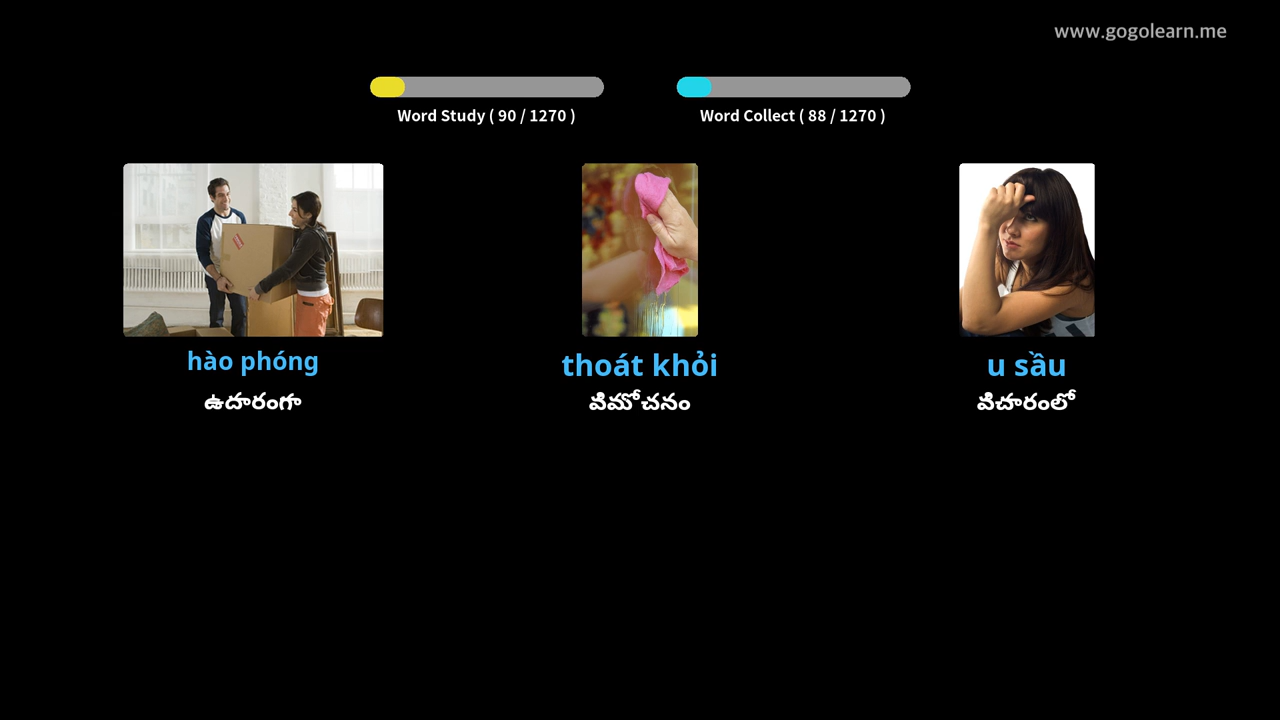 www.gogolearn.me
Word Study ( 90 / 1270 )
Word Collect ( 88 / 1270 )
hào phóng
ఉదారంగా
thoát khỏi
విమోచనం
u sầu
విచారంలో